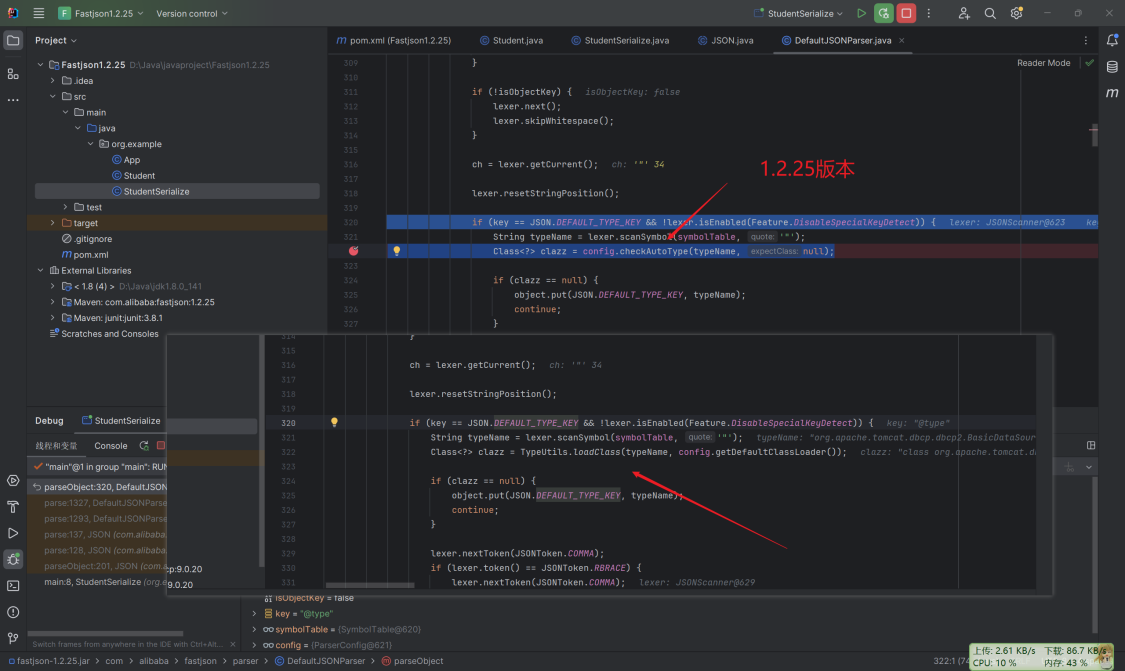 Fastjson1.2.25
Version control
StudentSerialize
Project
Fastjson1.2.25 D:\Java\javaproject\Fastjson1.2.25
.idea
src
main
java
org.example
App
Student
StudentSerialize
test
target
.gitignore
pom.xml
External Libraries
< 1.8 (4) > D:\Java\jdk1.8.0_141
Maven: com.alibaba:fastjson:1.2.25
Maven: junit:junit:3.8.1
Scratches and Consoles
pom.xml (Fastjson1.2.25)
Student.java
StudentSerialize.java
JSON.java
DefaultJSONParser.java
Reader Mode
309 }
310
311 if (!isObjectKey) { isObjectKey: false
312 lexer.next();
313 lexer.skipWhitespace();
314 }
315
316 ch = lexer.getCurrent(); ch: '"' 34
317
318 lexer.resetStringPosition();
319
320 if (key == JSON.DEFAULT_TYPE_KEY && !lexer.isEnabled(Feature.DisableSpecialKeyDetect)) { lexer: JSONScanner@623 ke
321 String typeName = lexer.scanSymbol(symbolTable, quote: '"');
Class<?> clazz = config.checkAutoType(typeName, expectClass: null);
323
324 if (clazz == null) {
325 object.put(JSON.DEFAULT_TYPE_KEY, typeName);
326 continue;
327 }
1.2.25版本
314 }
315
316 ch = lexer.getCurrent(); ch: '"' 34
317
318 lexer.resetStringPosition();
319
320 if (key == JSON.DEFAULT_TYPE_KEY && !lexer.isEnabled(Feature.DisableSpecialKeyDetect)) { key: "@type"
321 String typeName = lexer.scanSymbol(symbolTable, quote: '"'); typeName: "org.apache.tomcat.dbcp.dbcp2.BasicDataSour
322 Class<?> clazz = TypeUtils.loadClass(typeName, config.getDefaultClassLoader()); clazz: "class org.apache.tomcat.d
323
324 if (clazz == null) {
325 object.put(JSON.DEFAULT_TYPE_KEY, typeName);
326 continue;
327 }
328
329 lexer.nextToken(JSONToken.COMMA);
330 if (lexer.token() == JSONToken.RBRACE) {
331 lexer.nextToken(JSONToken.COMMA); lexer: JSONScanner@629
cp:9.0.20
9.0.20
Debug
StudentSerialize
线程和变量
Console
"main"@1 in group "main": RUN
parseObject:320, DefaultJSON
parse:1327, DefaultJSONParse
parse:1293, DefaultJSONParse
parse:137, JSON (com.alibaba
parse:128, JSON (com.alibaba
parseObject:201, JSON (com.a
main:8, StudentSerialize (org.e
Switch frames from anywhere in the IDE with Ctrl+Alt...
isObjectKey = false
key = "@type"
symbolTable = {SymbolTable@620}
config = {ParserConfig@621}
fastjson-1.2.25.jar > com > alibaba > fastjson > parser > DefaultJSONParser > parseObject
322:1 (74
上传: 2.61 KB/s 下载: 86.7 KB/s
CPU: 10 % 内存: 43 %